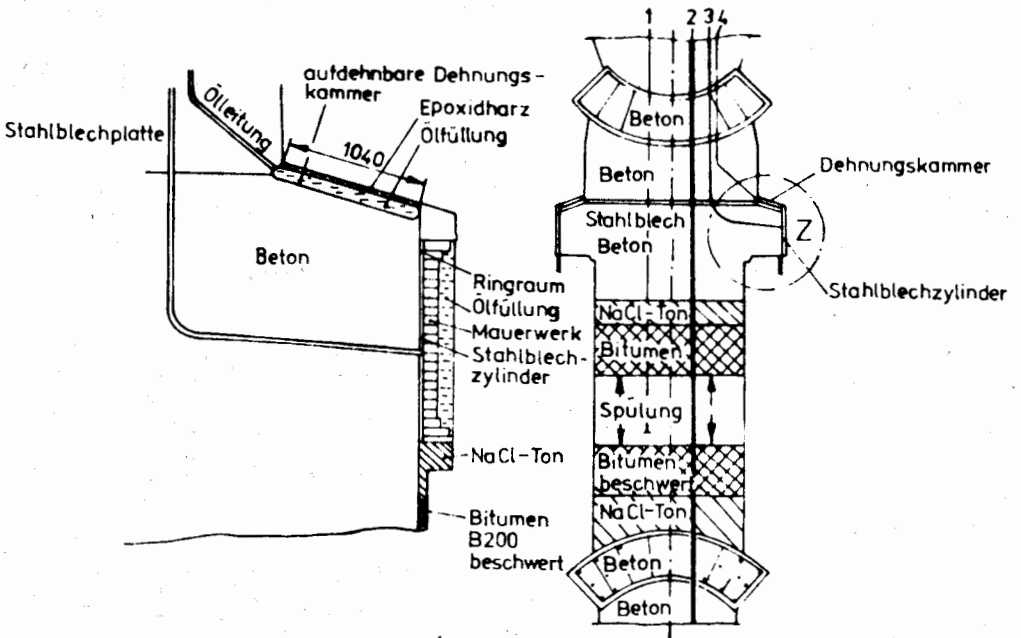 aufdehnbare Dehnungs-
kammer
Epoxidharz
Ölfüllung
Ölleitung
Stahlblechplatte
1040
Beton
Ringraum
Ölfüllung
Mauerwerk
Stahlblech-
zylinder
NaCl-Ton
Bitumen
B200
beschwert
1 2 3 4
Beton
Beton
Dehnungskammer
Stahlblech
Beton
Z
Stahlblechzylinder
NaCl-Ton
Bitumen
Spülung
Bitumen
beschwer
NaCl-Ton
Beton
Beton